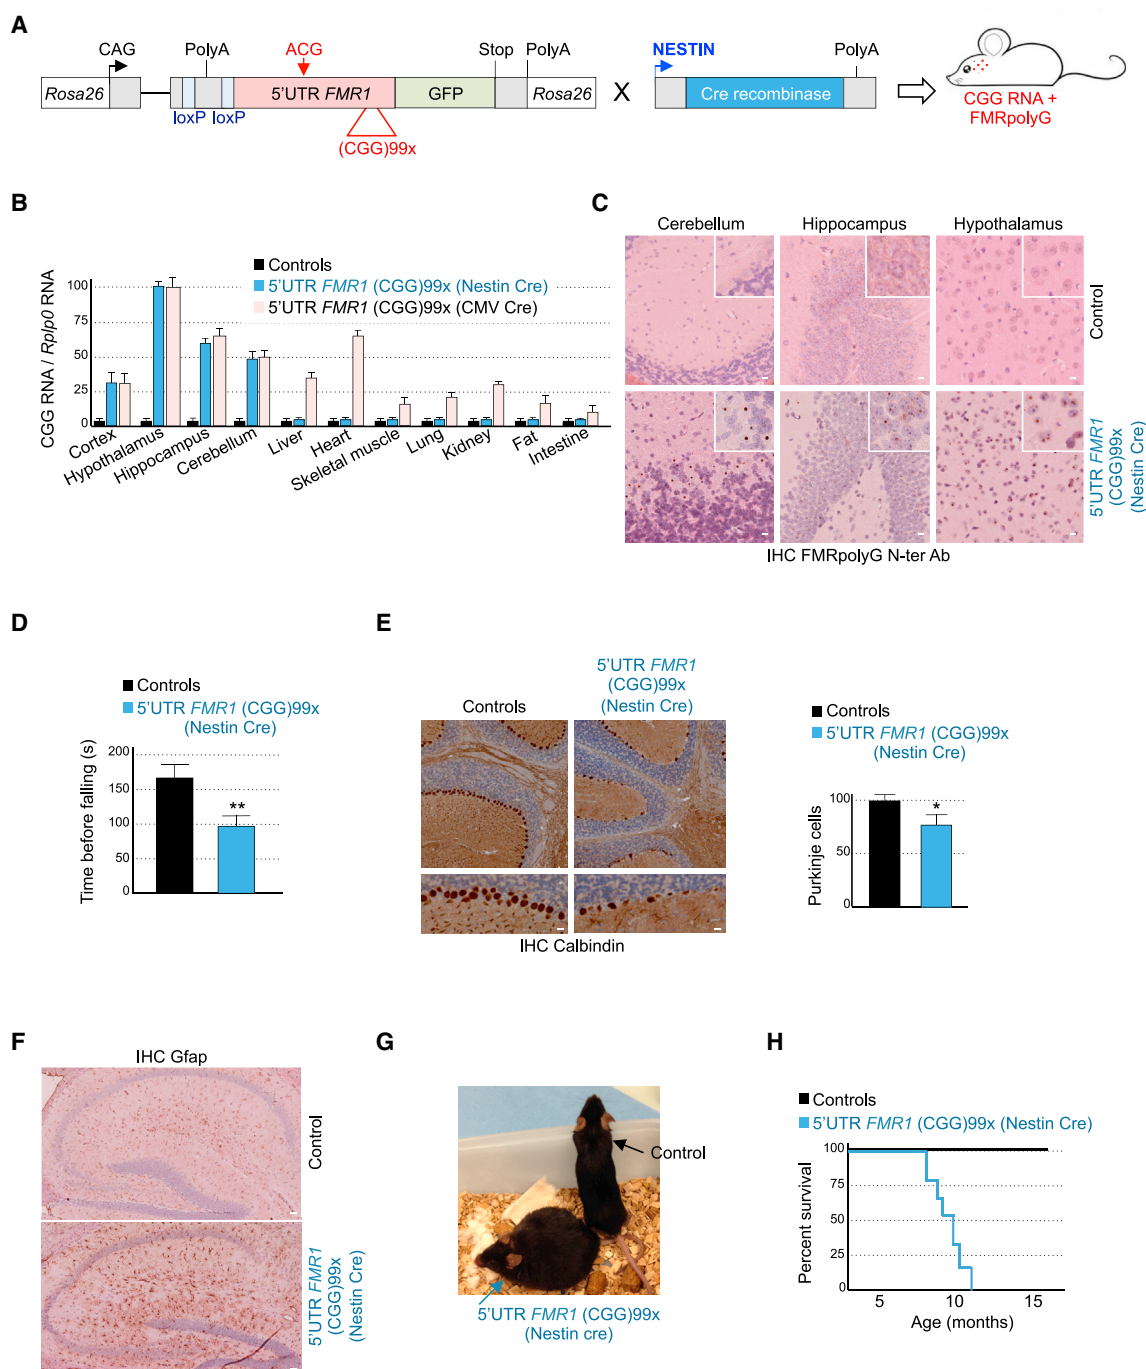 A
CAG
PolyA
ACG
Stop
PolyA
Rosa26
5'UTR FMR1
GFP
Rosa26
loxP
loxP
(CGG)99x
X
NESTIN
PolyA
Cre recombinase
CGG RNA +
FMRpolyG
B
Controls
5'UTR FMR1 (CGG)99x (Nestin Cre)
5'UTR FMR1 (CGG)99x (CMV Cre)
CGG RNA / Rplp0 RNA
100
75
50
25
0
Cortex
Hypothalamus
Hippocampus
Cerebellum
Liver
Heart
Skeletal muscle
Lung
Kidney
Fat
Intestine
C
Cerebellum
Hippocampus
Hypothalamus
Control
5'UTR FMR1
(CGG)99x
(Nestin Cre)
IHC FMRpolyG N-ter Ab
D
Controls
5'UTR FMR1 (CGG)99x
(Nestin Cre)
Time before falling (s)
200
150
100
50
0
**
E
Controls
5'UTR FMR1
(CGG)99x
(Nestin Cre)
IHC Calbindin
Controls
5'UTR FMR1 (CGG)99x
(Nestin Cre)
Purkinje cells
100
50
0
*
F
IHC Gfap
Control
5'UTR FMR1
(CGG)99x
(Nestin Cre)
G
Control
5'UTR FMR1 (CGG)99x
(Nestin cre)
H
Controls
5'UTR FMR1 (CGG)99x (Nestin Cre)
Percent survival
100
75
50
25
0
5
10
15
Age (months)